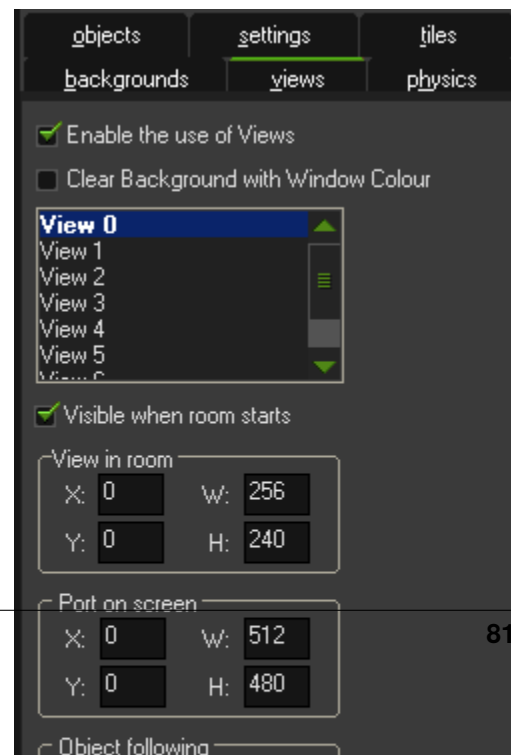 objects settings tiles
backgrounds views physics
Enable the use of Views
Clear Background with Window Colour
View 0
View 1
View 2
View 3
View 4
View 5
Visible when room starts
View in room
X: 0 W: 256
Y: 0 H: 240
Port on screen
X: 0 W: 512
81
Y: 0 H: 480
Object following